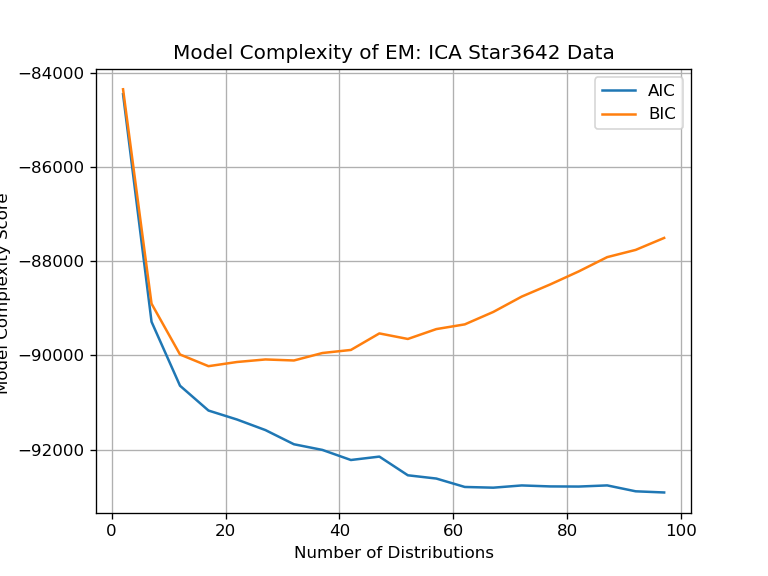 Model Complexity of EM: ICA Star3642 Data
AIC
BIC
−84000
−86000
−88000
−90000
−92000
Model Complexity Score
0 20 40 60 80 100
Number of Distributions